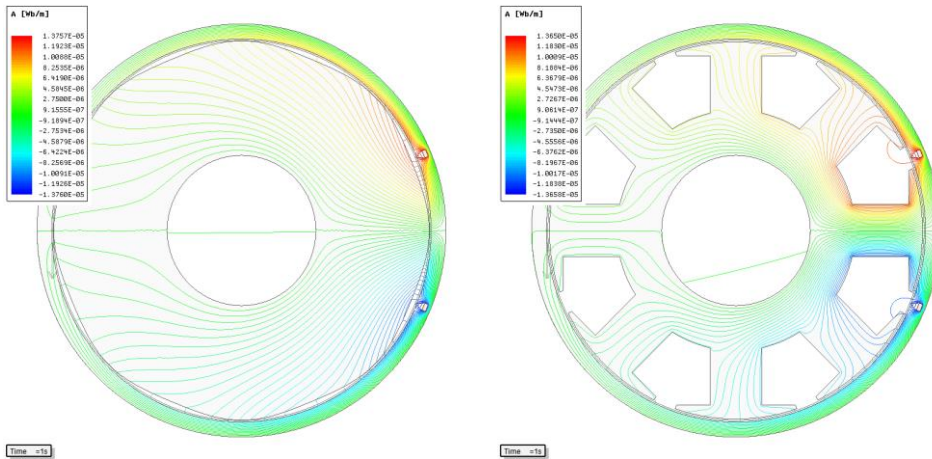 A [Wb/m]
1.3757E-05
1.1923E-05
1.0088E-05
8.2535E-06
6.4190E-06
4.5845E-06
2.7500E-06
9.1555E-07
-9.1894E-07
-2.7534E-06
-4.5879E-06
-6.4224E-06
-8.2569E-06
-1.0091E-05
-1.1926E-05
-1.3760E-05
Time =1s
A [Wb/m]
1.3650E-05
1.1830E-05
1.0009E-05
8.1884E-06
6.3679E-06
4.5473E-06
2.7267E-06
9.0614E-07
-9.1444E-07
-2.7350E-06
-4.5556E-06
-6.3762E-06
-8.1967E-06
-1.0017E-05
-1.1838E-05
-1.3658E-05
Time =1s